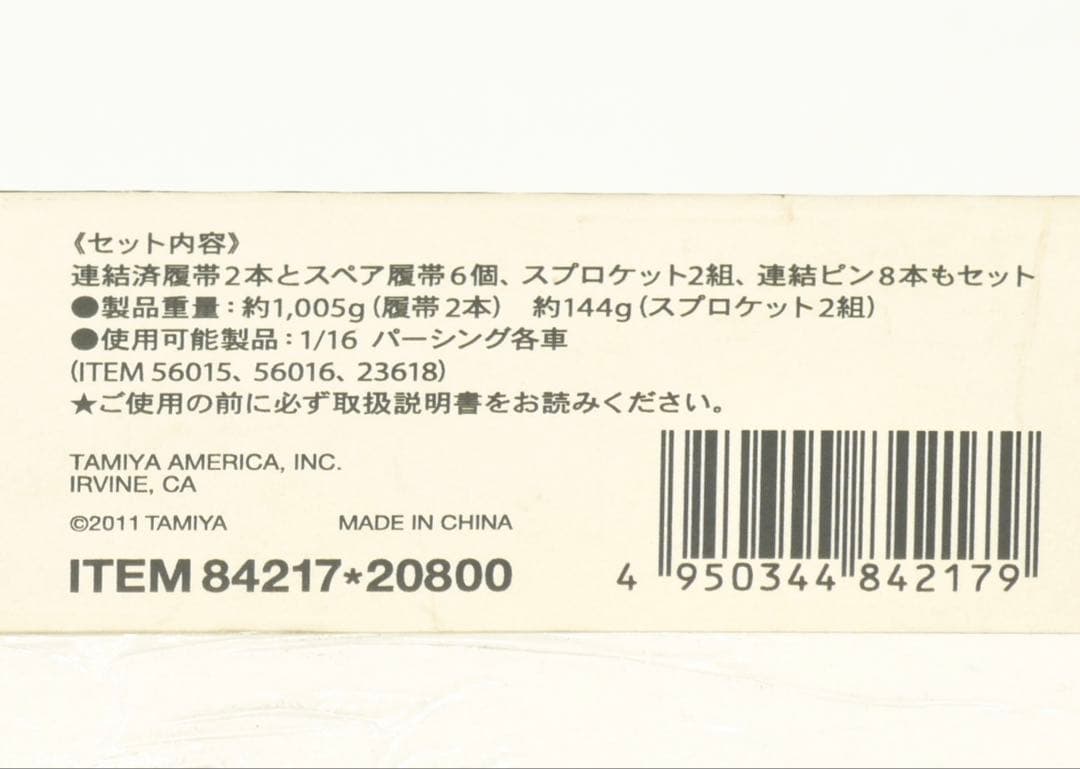 《セット内容》
連結済履帯2本とスペア履帯6個、スプロケット2組、連結ピン8本もセット
●製品重量：約1,005g（履帯2本）　約144g（スプロケット2組）
●使用可能製品：1/16 パーシング各車
(ITEM 56015、56016、23618)
★ご使用の前に必ず取扱説明書をお読みください。
TAMIYA AMERICA, INC.
IRVINE, CA
©2011 TAMIYA MADE IN CHINA
ITEM 84217*20800
4 950344 842179